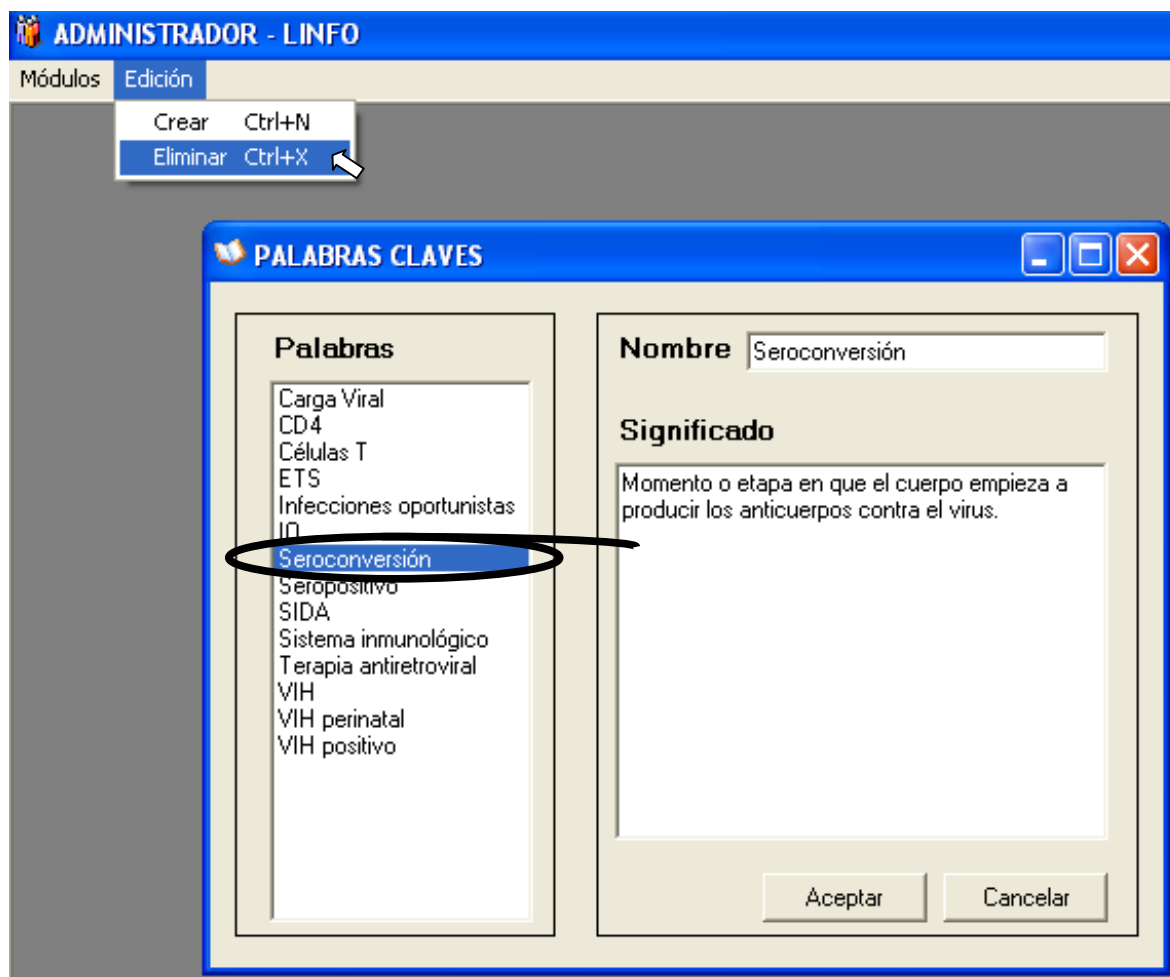 ADMINISTRADOR - LINFO
Módulos Edición
Crear Ctrl+N
Eliminar Ctrl+X
PALABRAS CLAVES
Palabras
Carga Viral
CD4
Células T
ETS
Infecciones oportunistas
IO
Seroconversión
Seropositivo
SIDA
Sistema inmunológico
Terapia antiretroviral
VIH
VIH perinatal
VIH positivo
Nombre Seroconversión
Significado
Momento o etapa en que el cuerpo empieza a
producir los anticuerpos contra el virus.
Aceptar Cancelar